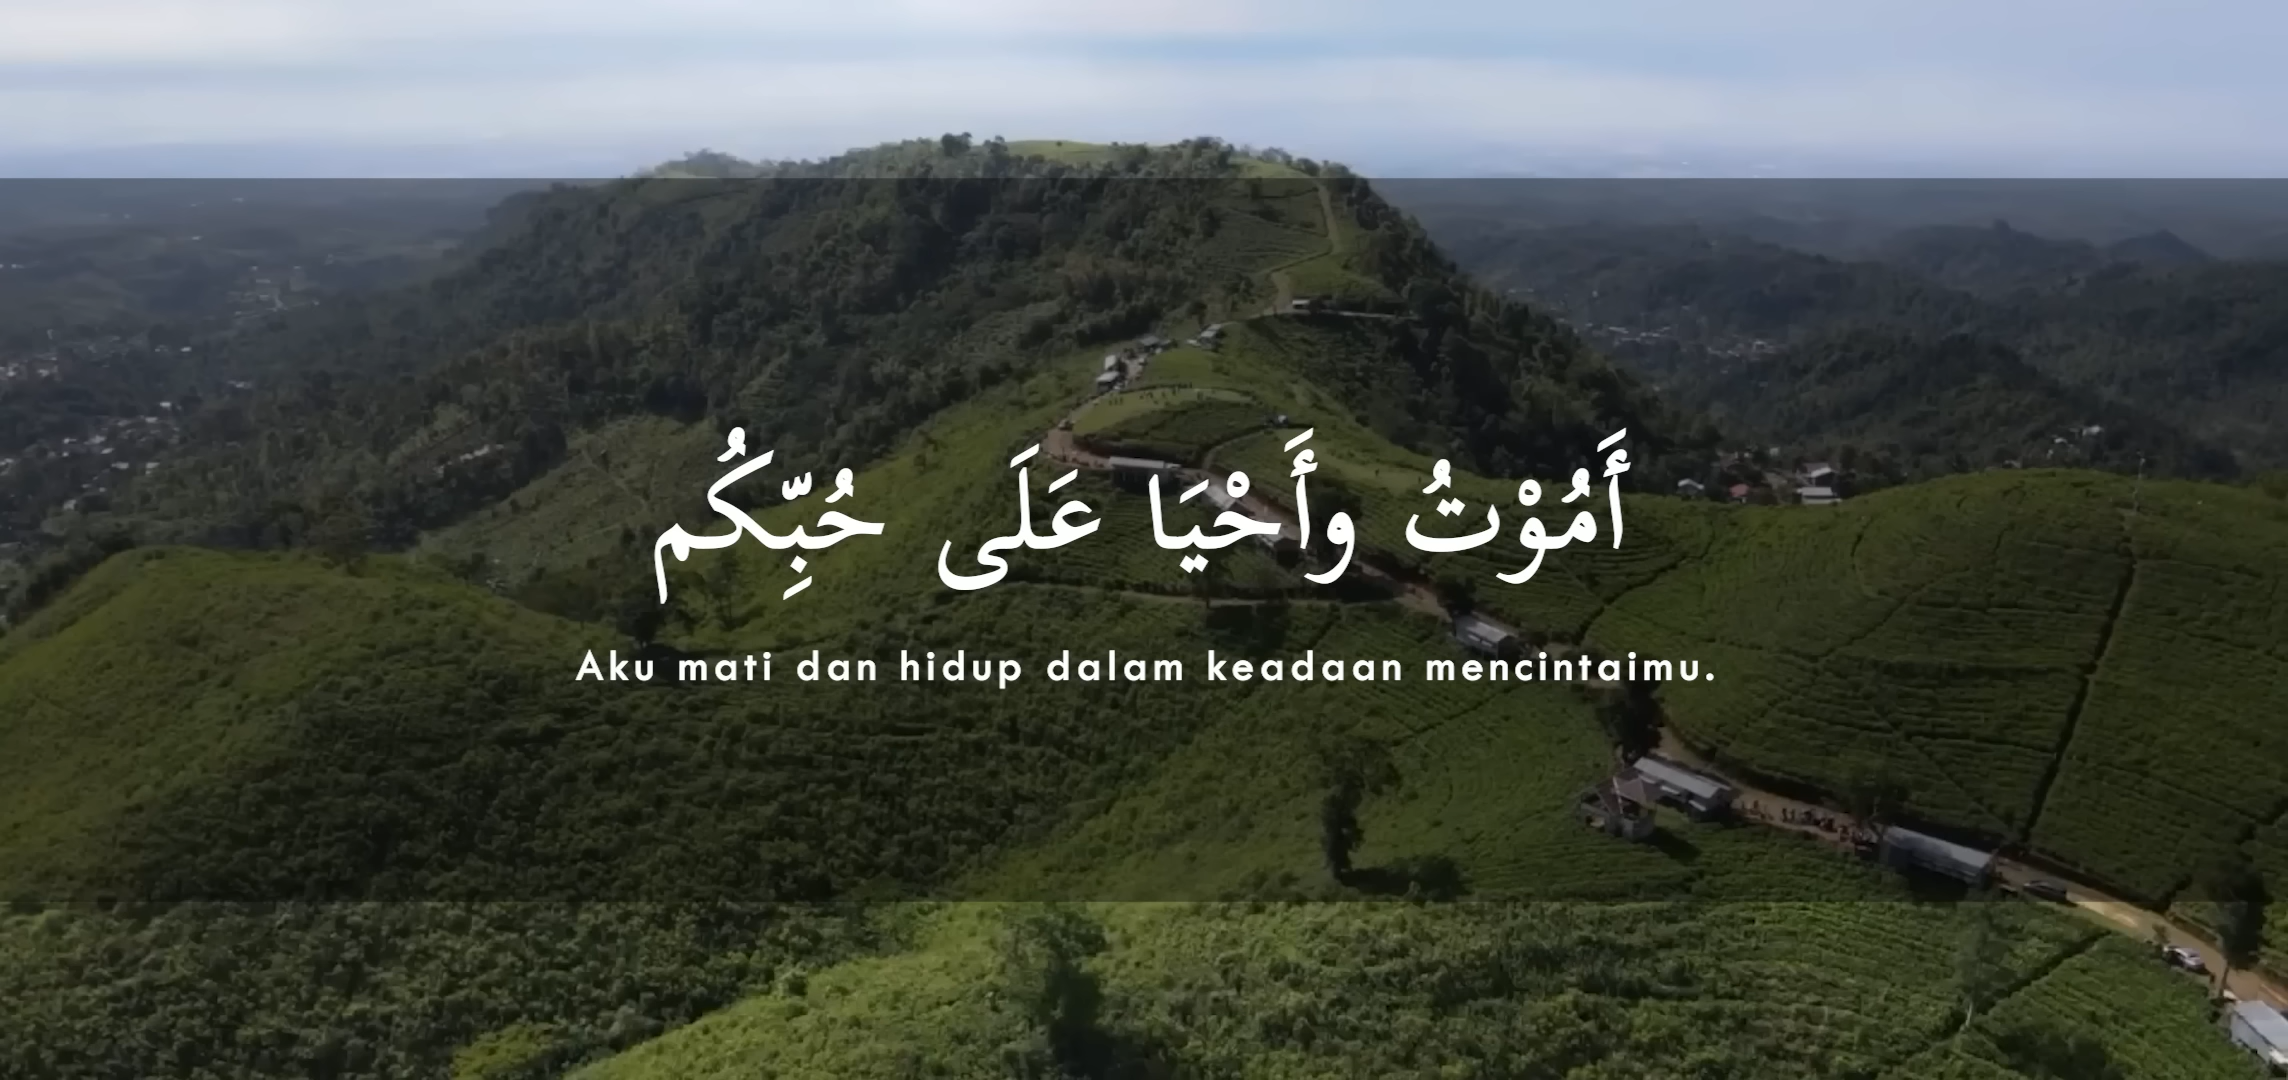 أَمُوْتُ وأَحْيَا عَلَى حُبِّكُم
Aku mati dan hidup dalam keadaan mencintaimu.